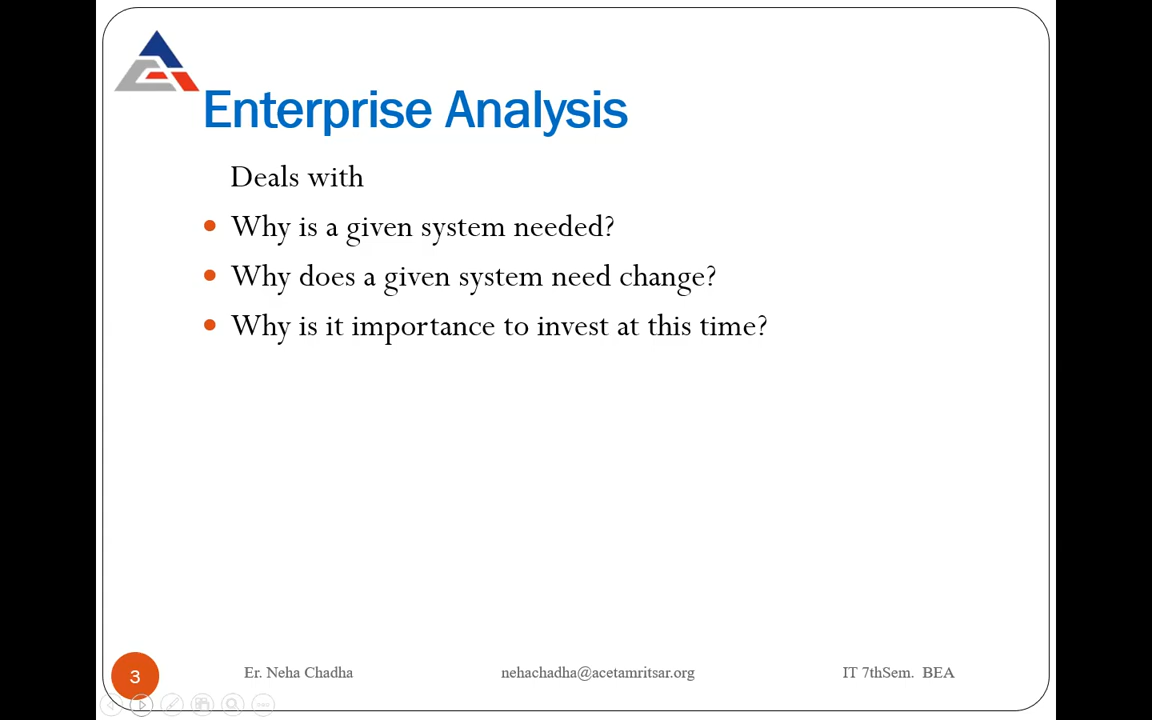 Enterprise Analysis
Deals with
Why is a given system needed?
Why does a given system need change?
Why is it importance to invest at this time?
3
Er. Neha Chadha
nehachadha@acetamritsar.org
IT 7thSem. BEA